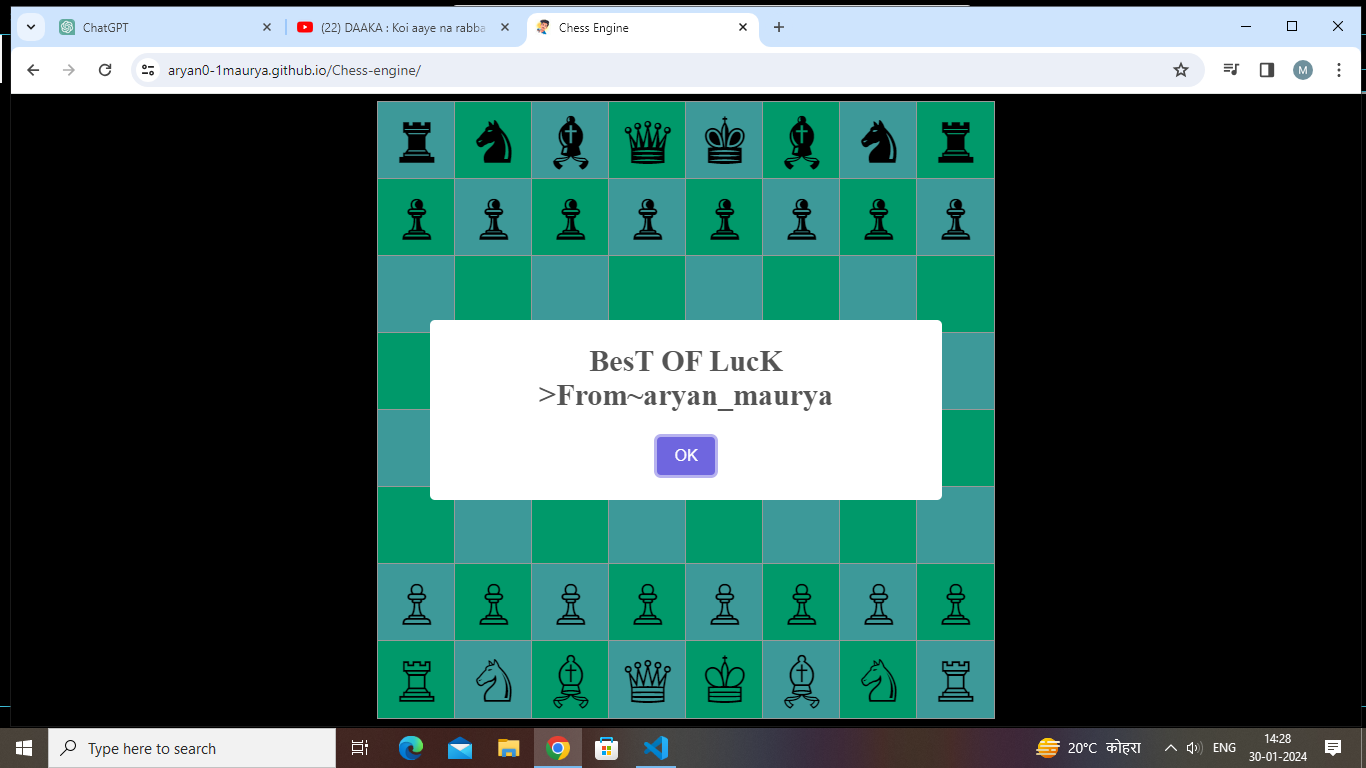 ChatGPT
(22) DAAKA : Koi aaye na rabba
Chess Engine
aryan0-1maurya.github.io/Chess-engine/
M
BesT OF LucK
>From~aryan_maurya
OK
Type here to search
20°C कोहरा
ENG
14:28
30-01-2024